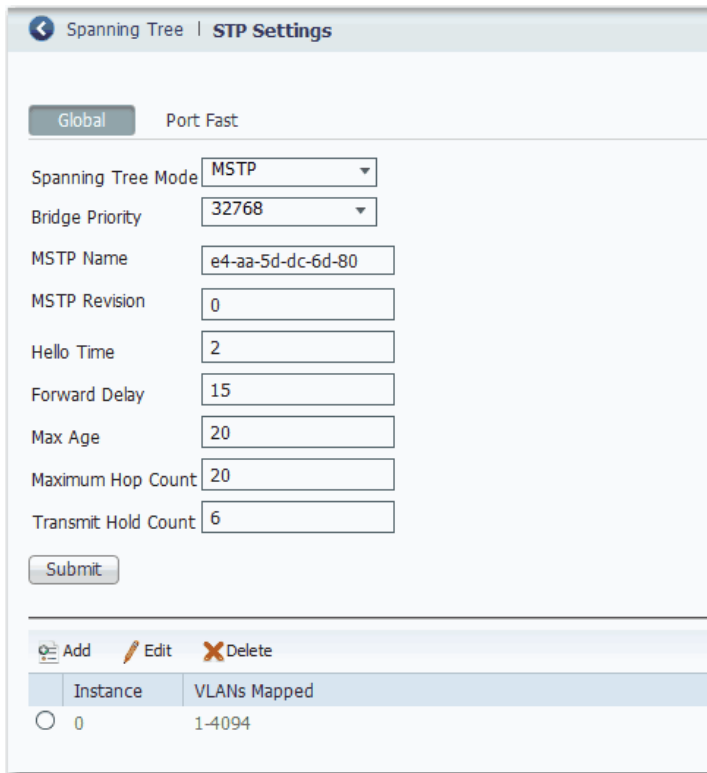 Spanning Tree | STP Settings
Global Port Fast
Spanning Tree Mode MSTP
Bridge Priority 32768
MSTP Name e4-aa-5d-dc-6d-80
MSTP Revision 0
Hello Time 2
Forward Delay 15
Max Age 20
Maximum Hop Count 20
Transmit Hold Count 6
Submit
Add Edit Delete
Instance VLANs Mapped
0 1-4094